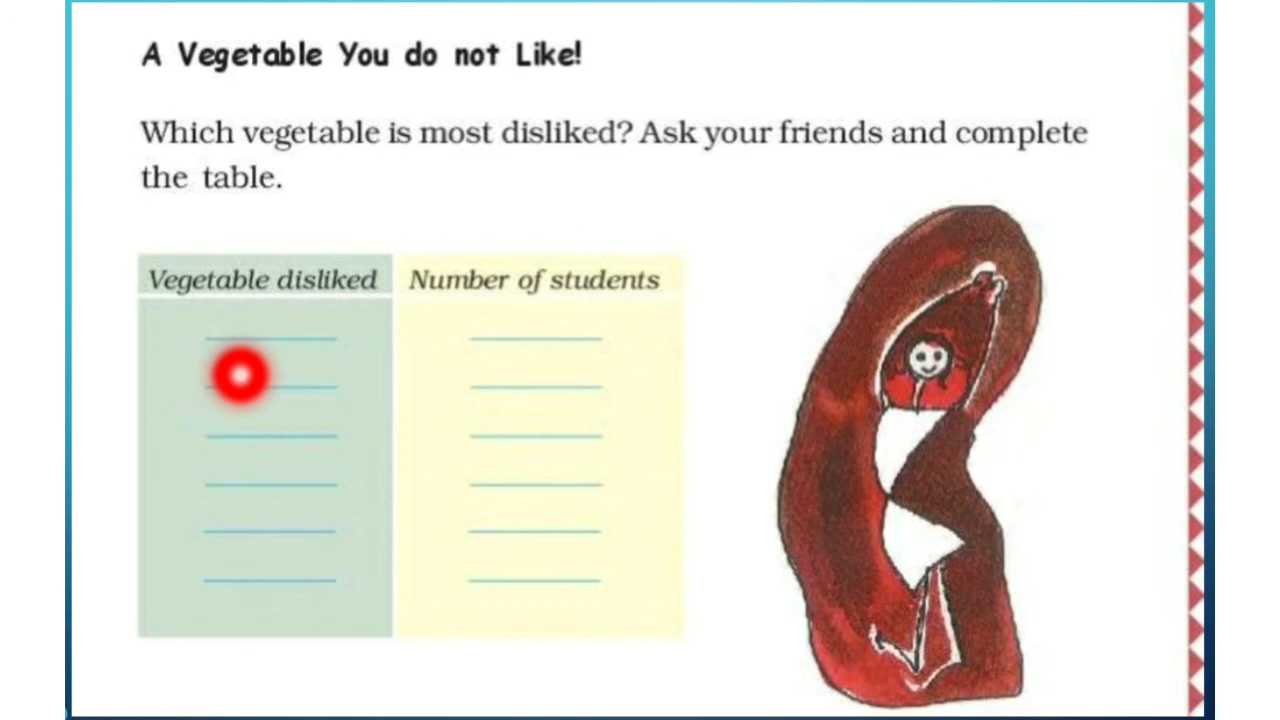 A Vegetable You do not Like!
Which vegetable is most disliked? Ask your friends and complete
the table.
Vegetable disliked Number of students